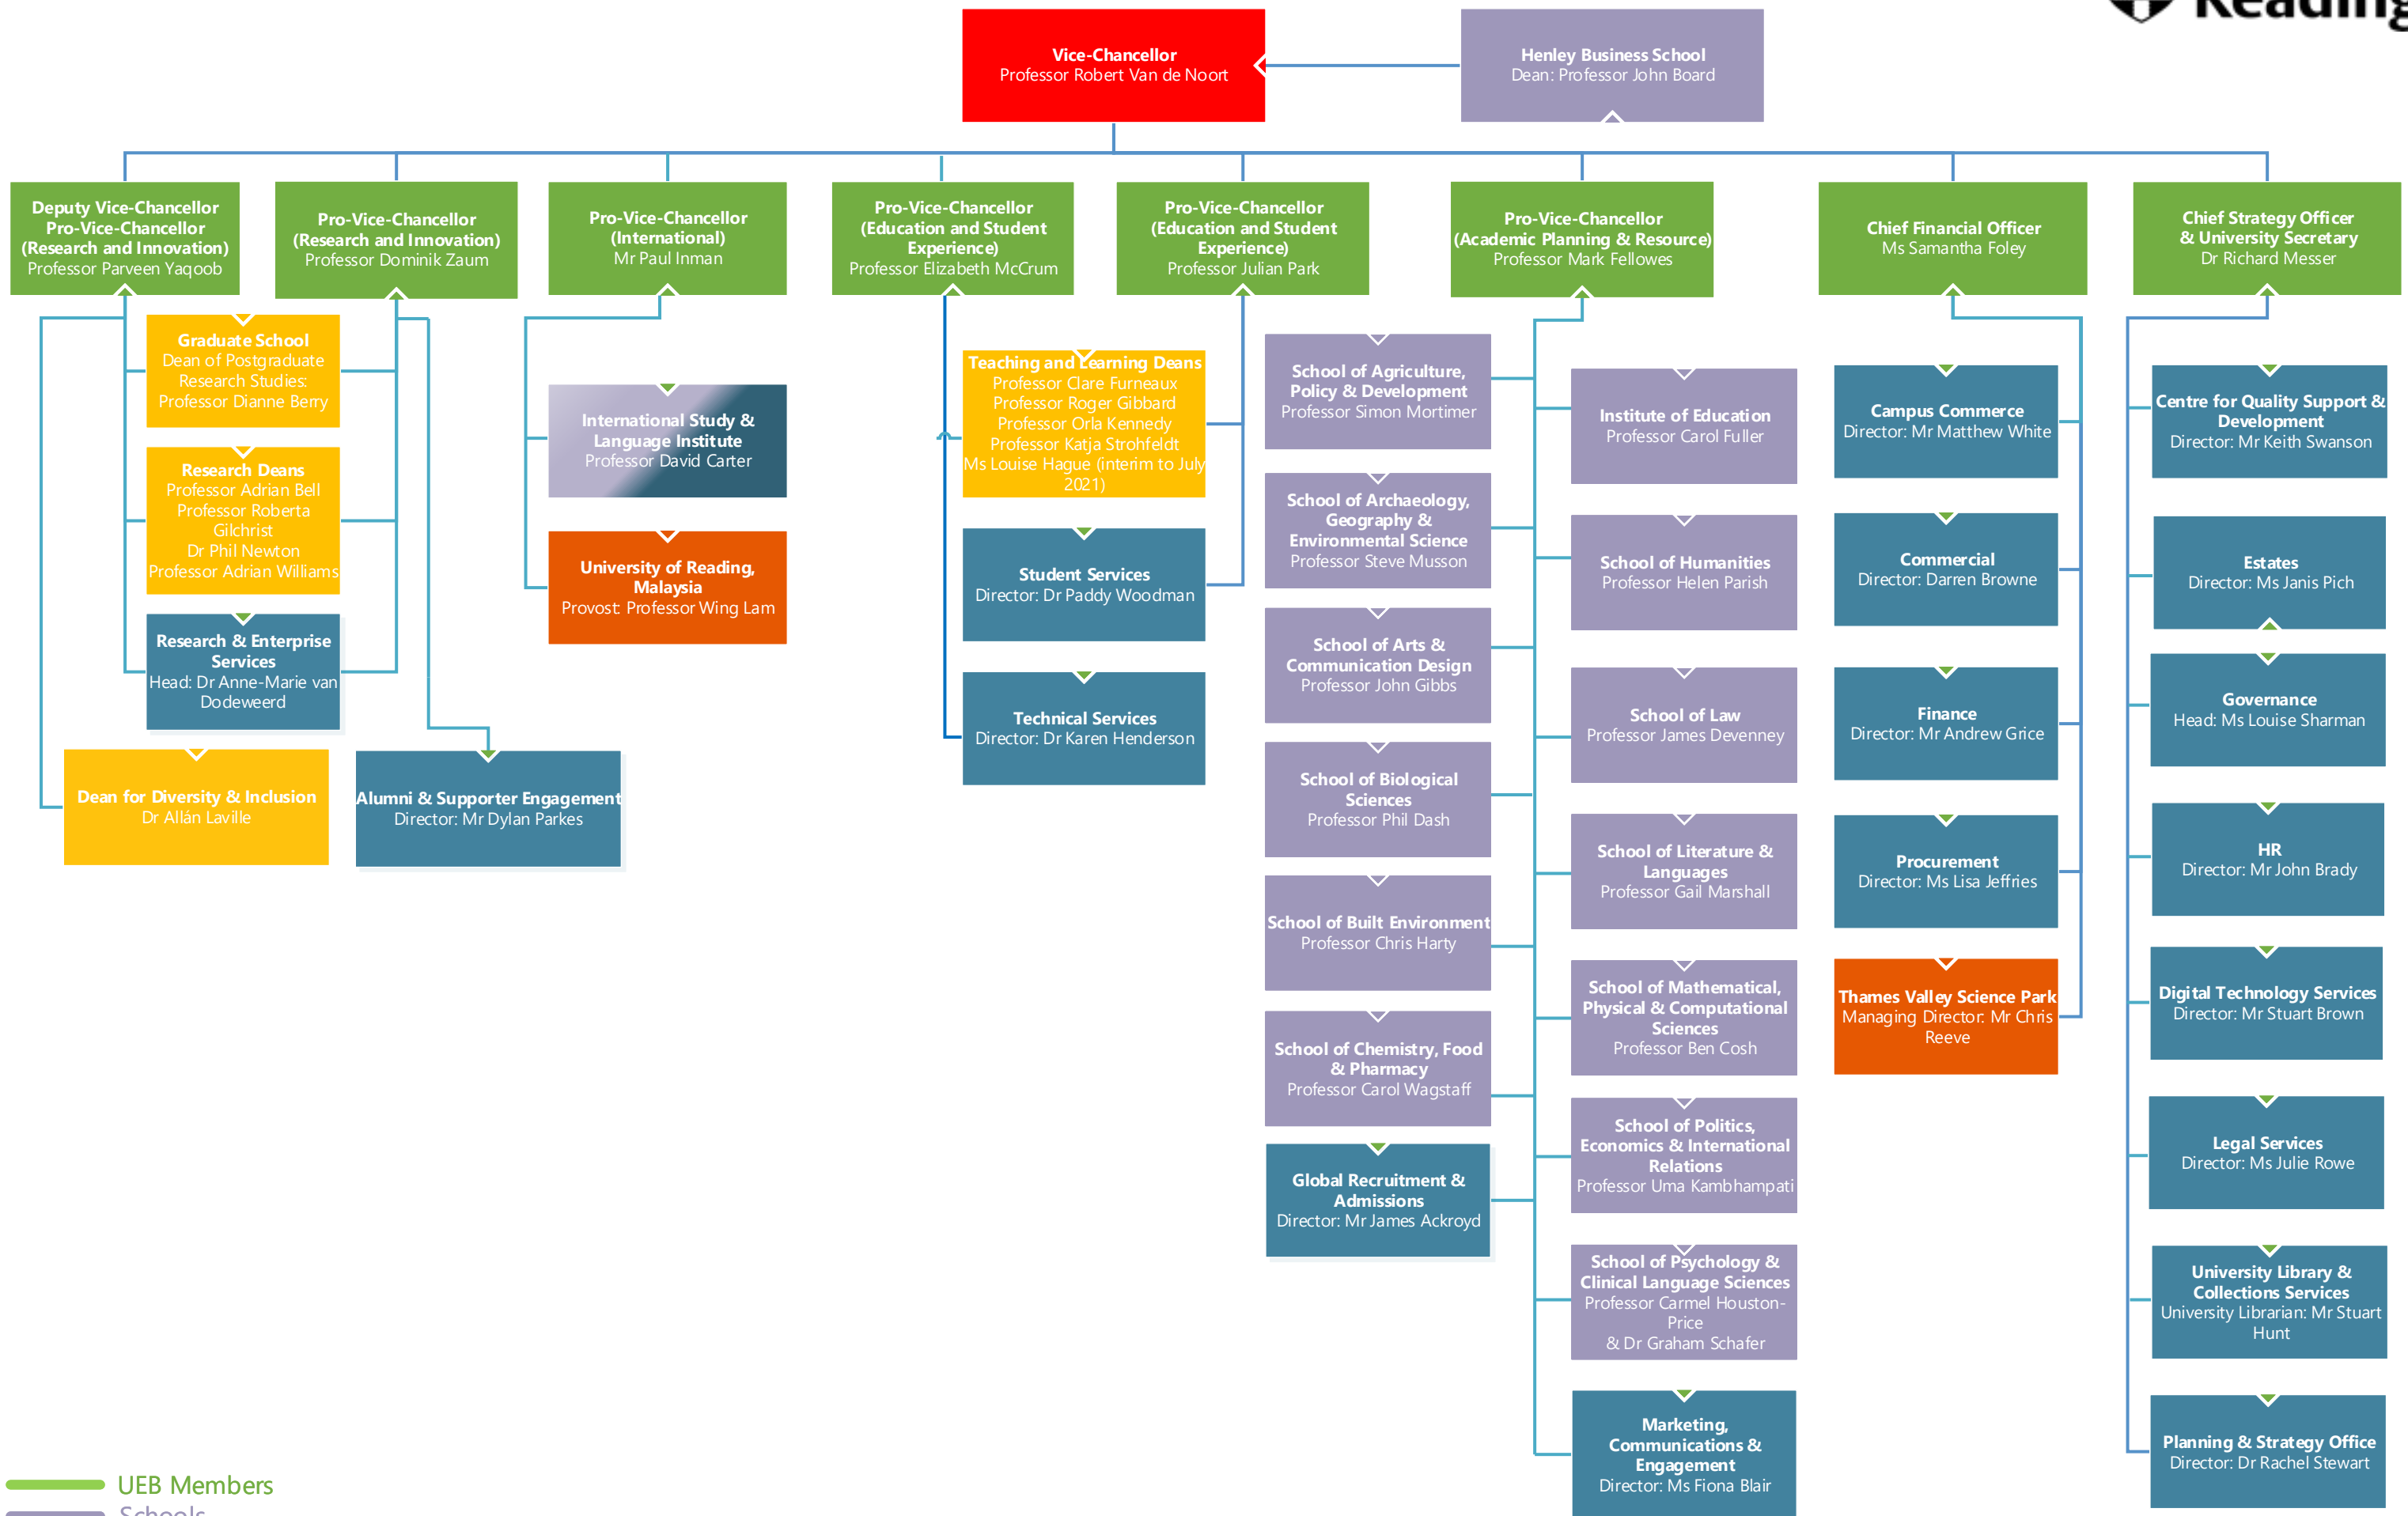 Reading
Vice-Chancellor
Professor Robert Van de Noort
Henley Business School
Dean: Professor John Board
Deputy Vice-Chancellor
Pro-Vice-Chancellor
(Research and Innovation)
Professor Parveen Yaqoob
Pro-Vice-Chancellor
(Research and Innovation)
Professor Dominik Zaum
Pro-Vice-Chancellor
(International)
Mr Paul Inman
Pro-Vice-Chancellor
(Education and Student
Experience)
Professor Elizabeth McCrum
Pro-Vice-Chancellor
(Education and Student
Experience)
Professor Julian Park
Pro-Vice-Chancellor
(Academic Planning & Resource)
Professor Mark Fellowes
Chief Financial Officer
Ms Samantha Foley
Chief Strategy Officer
& University Secretary
Dr Richard Messer
Graduate School
Dean of Postgraduate
Research Studies:
Professor Dianne Berry
Research Deans
Professor Adrian Bell
Professor Roberta
Gilchrist
Dr Phil Newton
Professor Adrian Williams
Research & Enterprise
Services
Head: Dr Anne-Marie van
Dodeweerd
Dean for Diversity & Inclusion
Dr Allán Laville
Alumni & Supporter Engagement
Director: Mr Dylan Parkes
International Study &
Language Institute
Professor David Carter
University of Reading,
Malaysia
Provost: Professor Wing Lam
Teaching and Learning Deans
Professor Clare Furneaux
Professor Roger Gibbard
Professor Orla Kennedy
Professor Katja Strohfeldt
Ms Louise Hague (interim to July
2021)
Student Services
Director: Dr Paddy Woodman
Technical Services
Director: Dr Karen Henderson
School of Agriculture,
Policy & Development
Professor Simon Mortimer
School of Archaeology,
Geography &
Environmental Science
Professor Steve Musson
School of Arts &
Communication Design
Professor John Gibbs
School of Biological
Sciences
Professor Phil Dash
School of Built Environment
Professor Chris Harty
School of Chemistry, Food
& Pharmacy
Professor Carol Wagstaff
Global Recruitment &
Admissions
Director: Mr James Ackroyd
Institute of Education
Professor Carol Fuller
School of Humanities
Professor Helen Parish
School of Law
Professor James Devenney
School of Literature &
Languages
Professor Gail Marshall
School of Mathematical,
Physical & Computational
Sciences
Professor Ben Cosh
School of Politics,
Economics & International
Relations
Professor Uma Kambhampati
School of Psychology &
Clinical Language Sciences
Professor Carmel Houston-
Price
& Dr Graham Schafer
Marketing,
Communications &
Engagement
Director: Ms Fiona Blair
Campus Commerce
Director: Mr Matthew White
Commercial
Director: Darren Browne
Finance
Director: Mr Andrew Grice
Procurement
Director: Ms Lisa Jeffries
Thames Valley Science Park
Managing Director: Mr Chris
Reeve
Centre for Quality Support &
Development
Director: Mr Keith Swanson
Estates
Director: Ms Janis Pich
Governance
Head: Ms Louise Sharman
HR
Director: Mr John Brady
Digital Technology Services
Director: Mr Stuart Brown
Legal Services
Director: Ms Julie Rowe
University Library &
Collections Services
University Librarian: Mr Stuart
Hunt
Planning & Strategy Office
Director: Dr Rachel Stewart
UEB Members
Schools